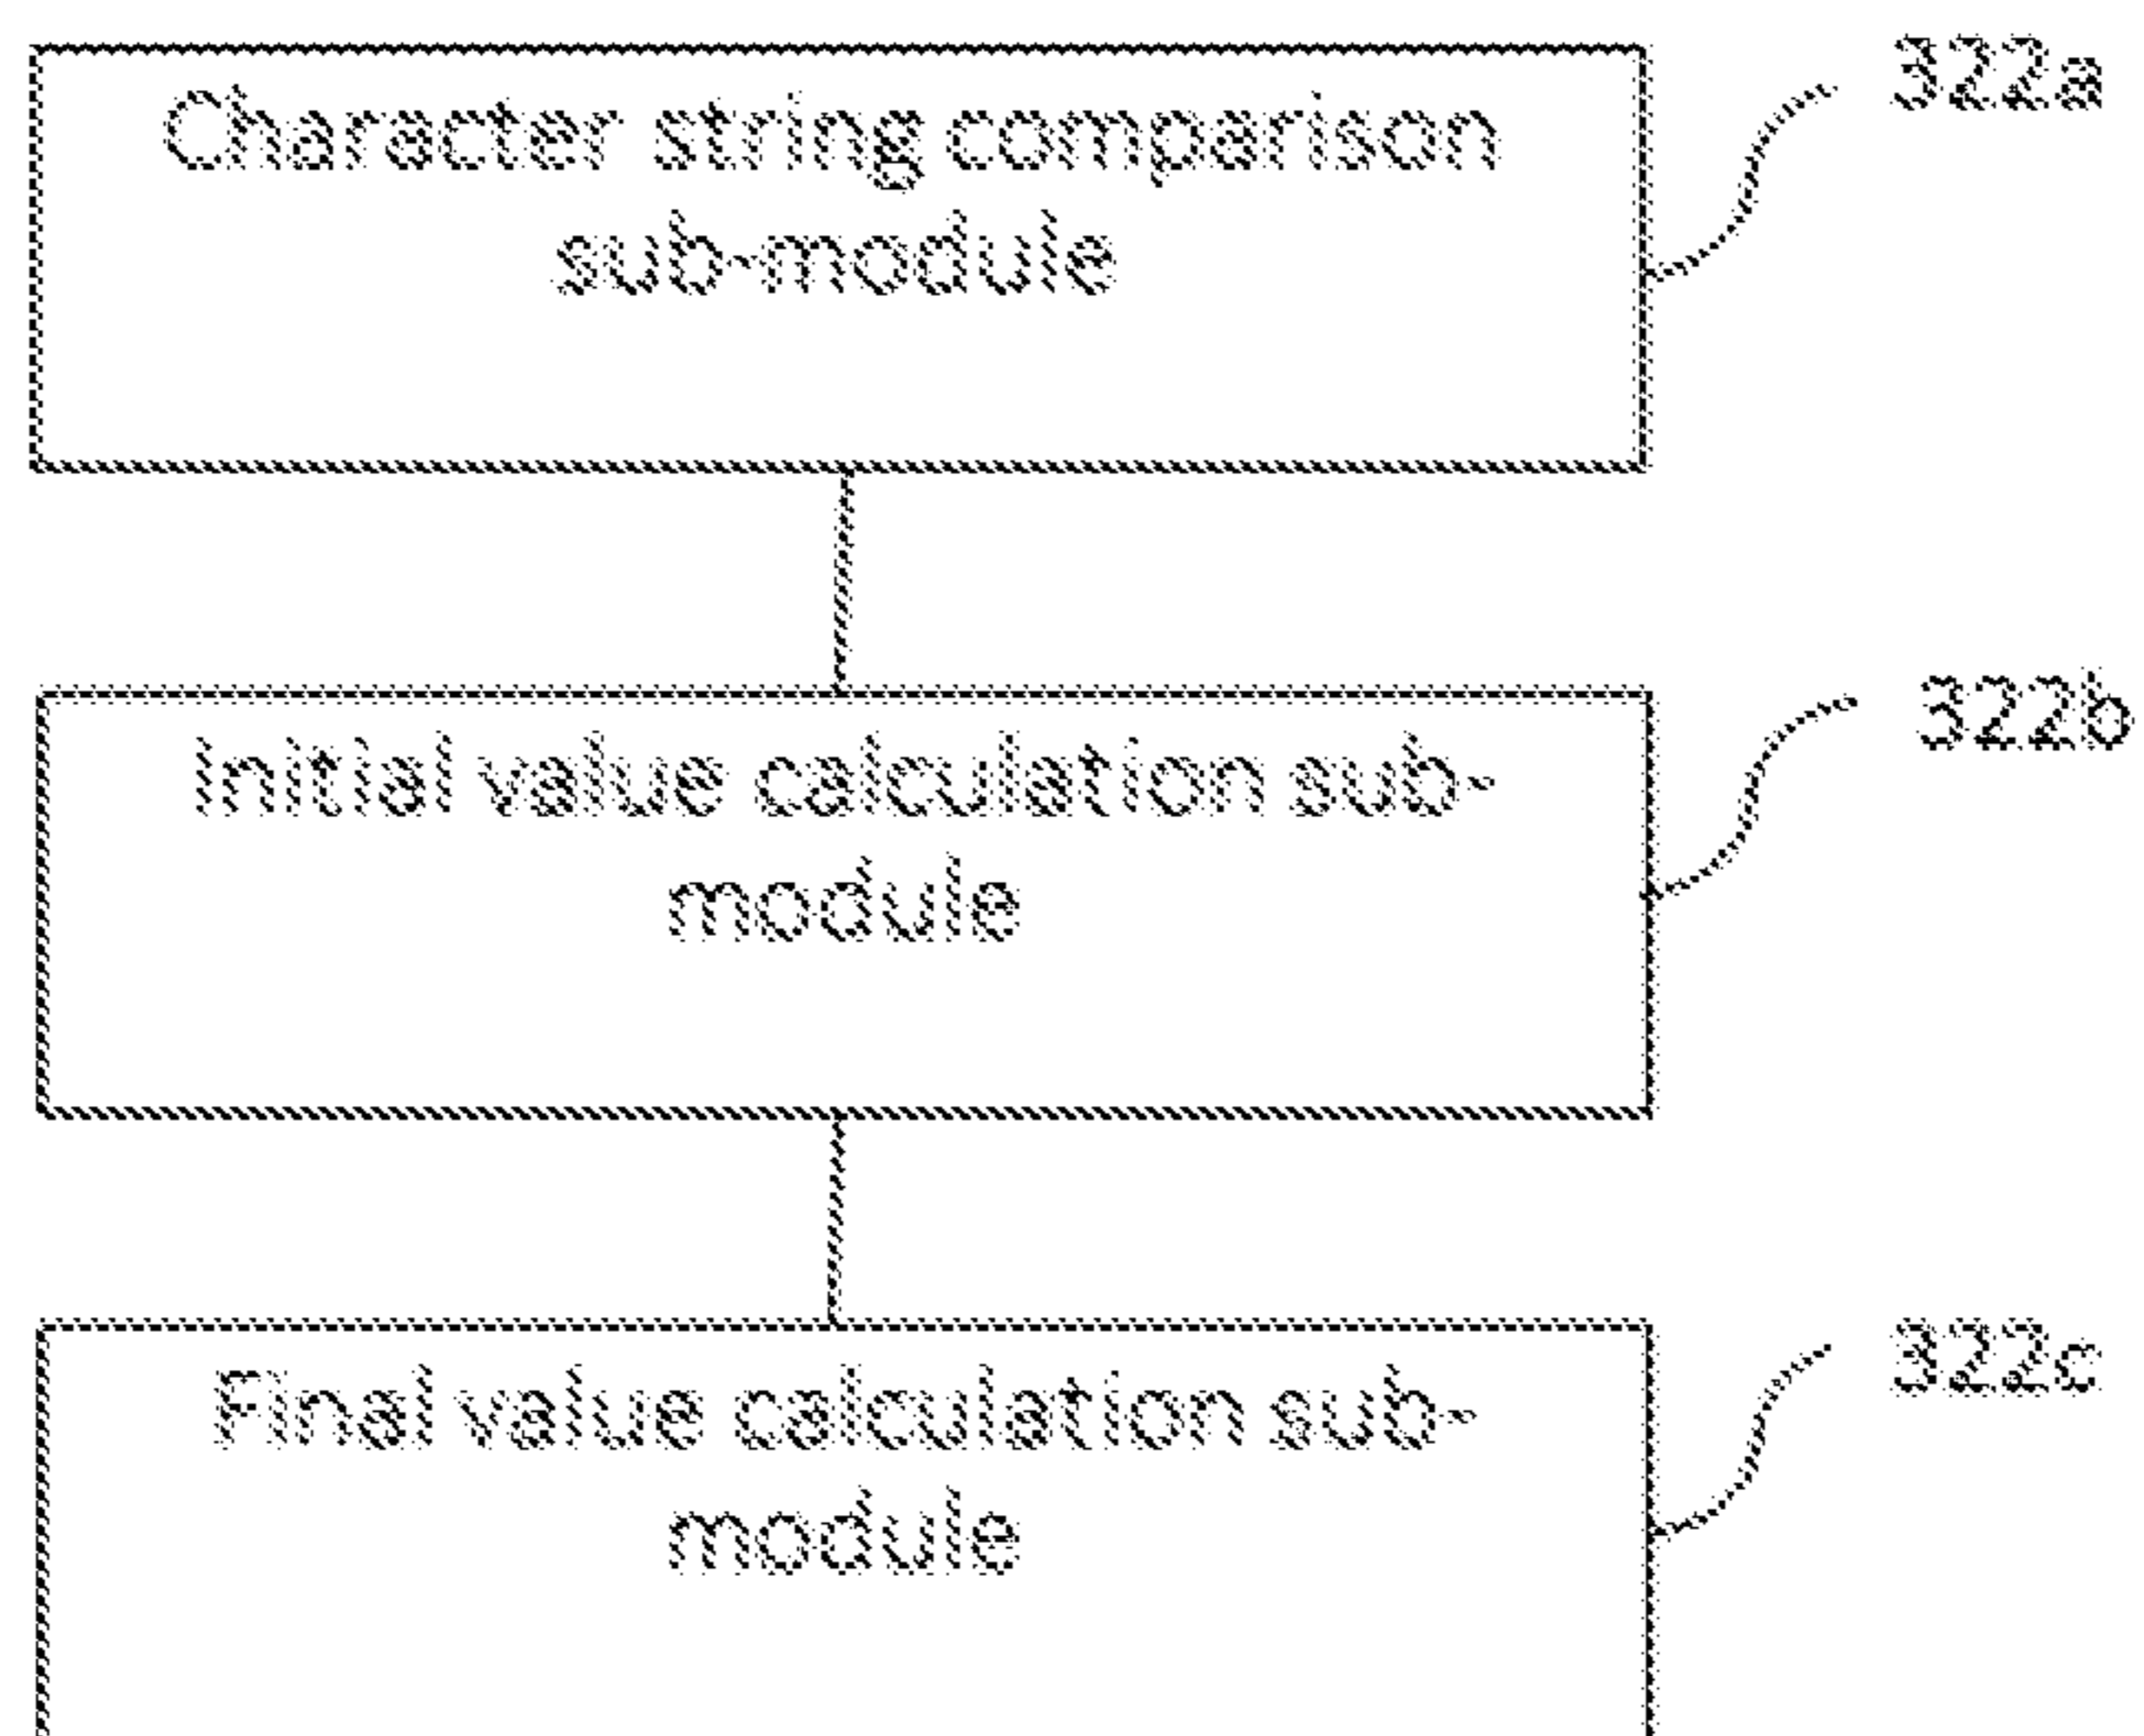 Character string comparison
sub-module
322a
Initial value calculation sub-
module
322b
Final value calculation sub-
module
322c